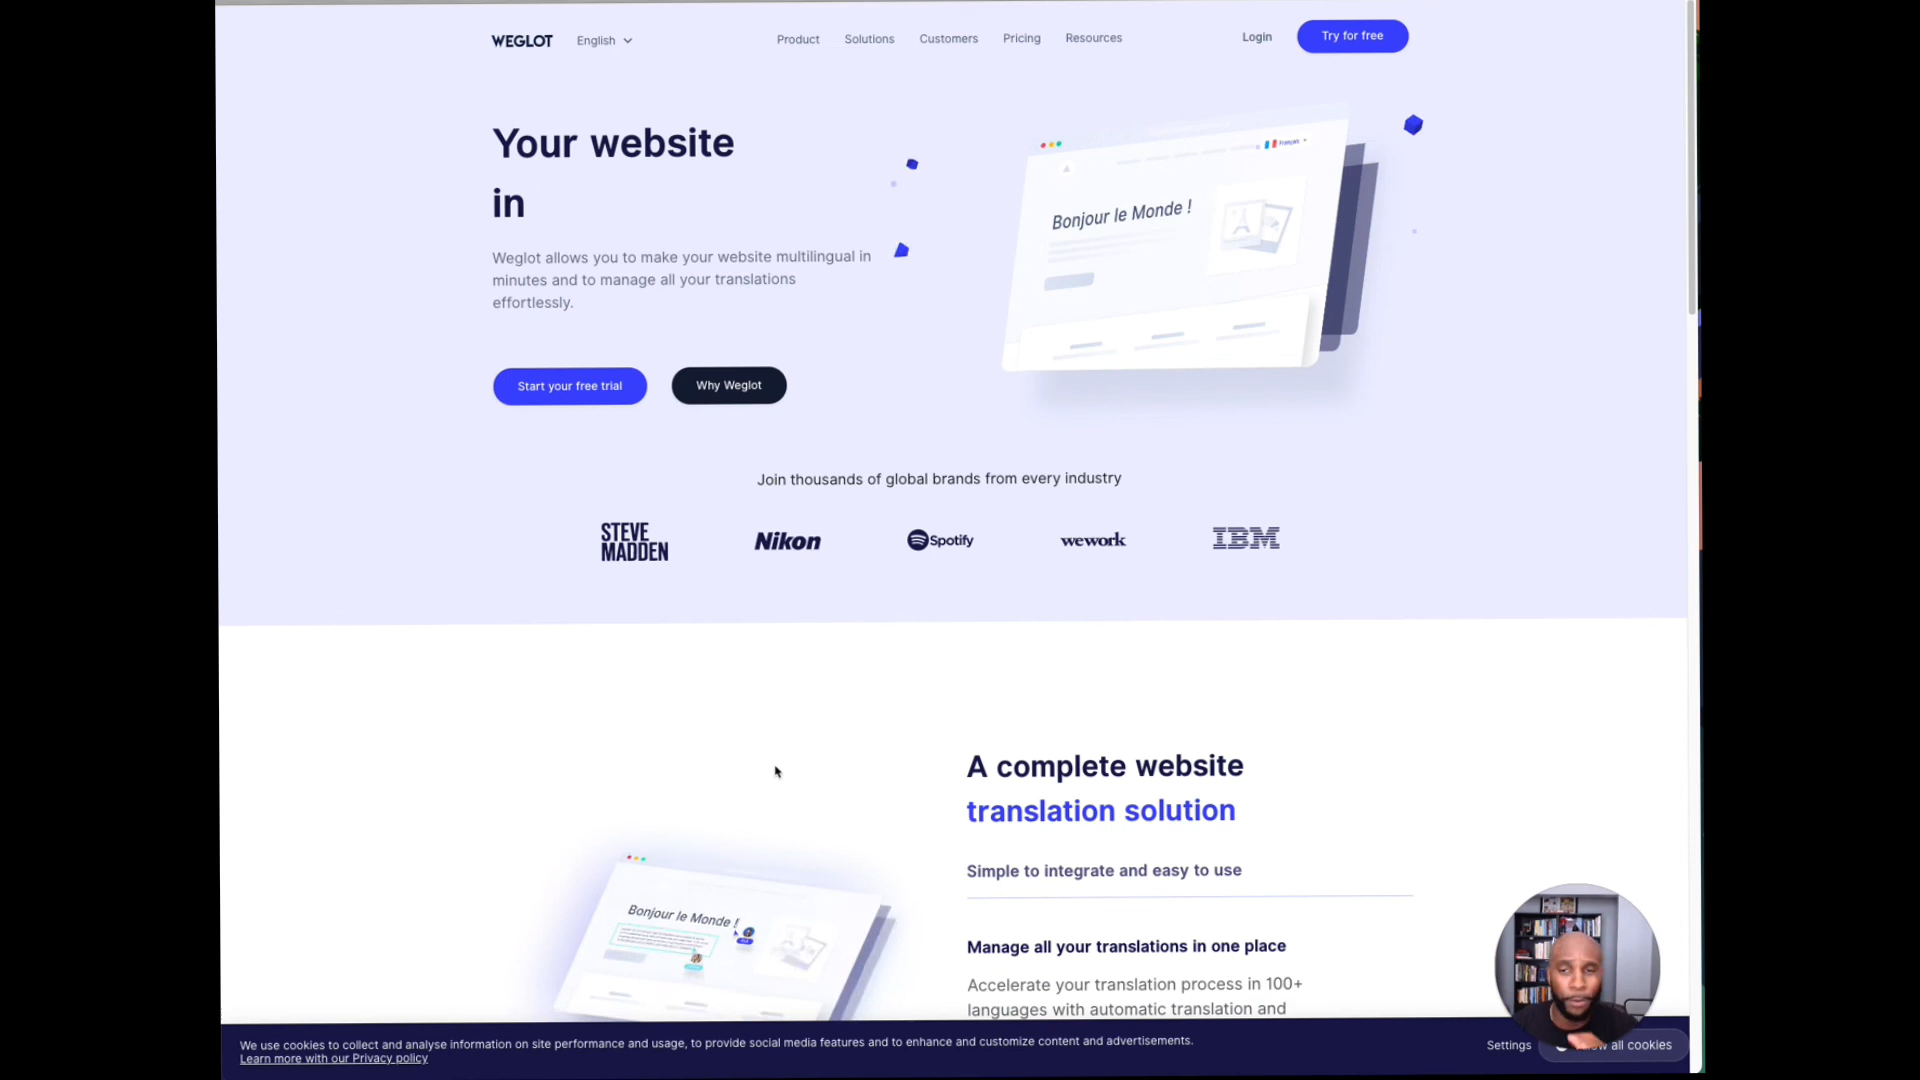 WEGLOT
English
Product
Solutions
Customers
Pricing
Resources
Login
Try for free
Your website
in
Weglot allows you to make your website multilingual in
minutes and to manage all your translations
effortlessly.
Start your free trial
Why Weglot
Français
Bonjour le Monde !
Join thousands of global brands from every industry
STEVE
MADDEN
Nikon
Spotify
wework
IBM
A complete website
translation solution
Simple to integrate and easy to use
Bonjour le Monde !
Manage all your translations in one place
Accelerate your translation process in 100+
languages with automatic translation and
We use cookies to collect and analyse information on site performance and usage, to provide social media features and to enhance and customize content and advertisements.
Learn more with our Privacy policy
Settings
all cookies